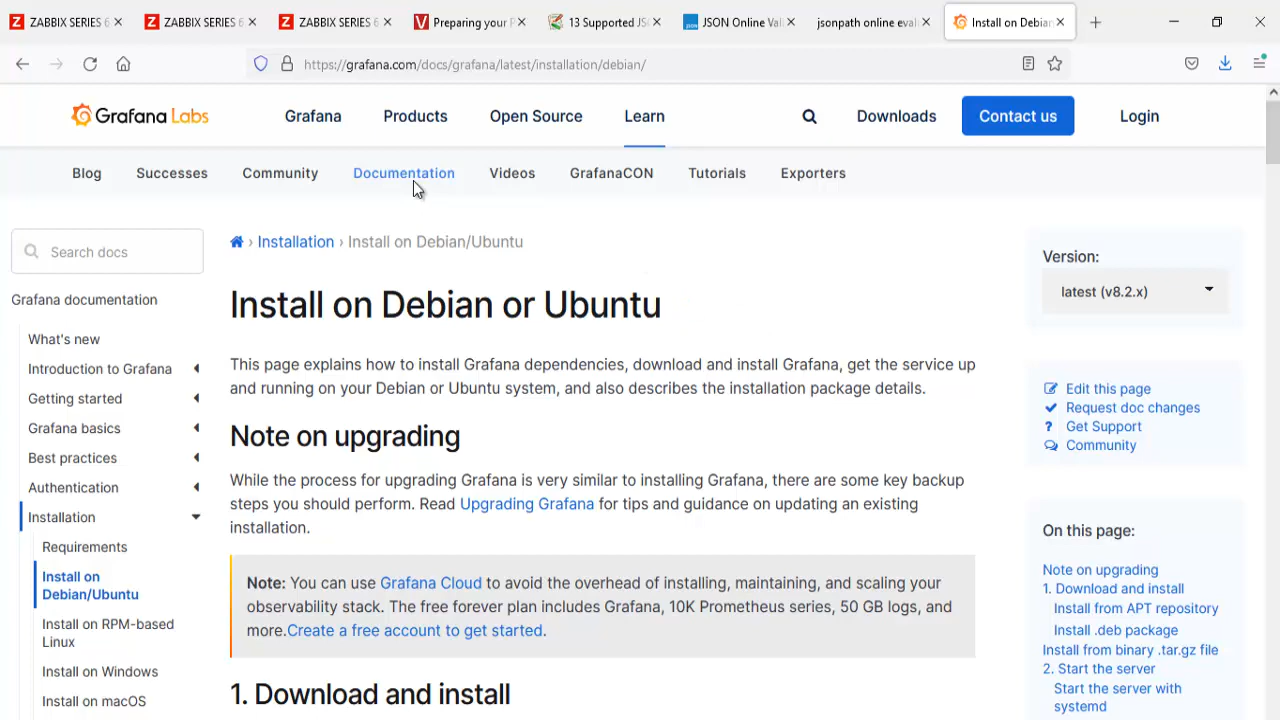 ZABBIX SERIES 6
ZABBIX SERIES 6
ZABBIX SERIES 6
Preparing your P
13 Supported JS
JSON Online Vali
jsonpath online eval
Install on Debian
https://grafana.com/docs/grafana/latest/installation/debian/
Grafana Labs
Grafana
Products
Open Source
Learn
Downloads
Contact us
Login
Blog
Successes
Community
Documentation
Videos
GrafanaCON
Tutorials
Exporters
Search docs
Grafana documentation
What's new
Introduction to Grafana
Getting started
Grafana basics
Best practices
Authentication
Installation
Requirements
Install on
Debian/Ubuntu
Install on RPM-based
Linux
Install on Windows
Install on macOS
› Installation › Install on Debian/Ubuntu
Install on Debian or Ubuntu
This page explains how to install Grafana dependencies, download and install Grafana, get the service up
and running on your Debian or Ubuntu system, and also describes the installation package details.
Note on upgrading
While the process for upgrading Grafana is very similar to installing Grafana, there are some key backup
steps you should perform. Read Upgrading Grafana for tips and guidance on updating an existing
installation.
Note: You can use Grafana Cloud to avoid the overhead of installing, maintaining, and scaling your
observability stack. The free forever plan includes Grafana, 10K Prometheus series, 50 GB logs, and
more.Create a free account to get started.
1. Download and install
Version:
latest (v8.2.x)
Edit this page
Request doc changes
? Get Support
Community
On this page:
Note on upgrading
1. Download and install
Install from APT repository
Install .deb package
Install from binary .tar.gz file
2. Start the server
Start the server with
systemd